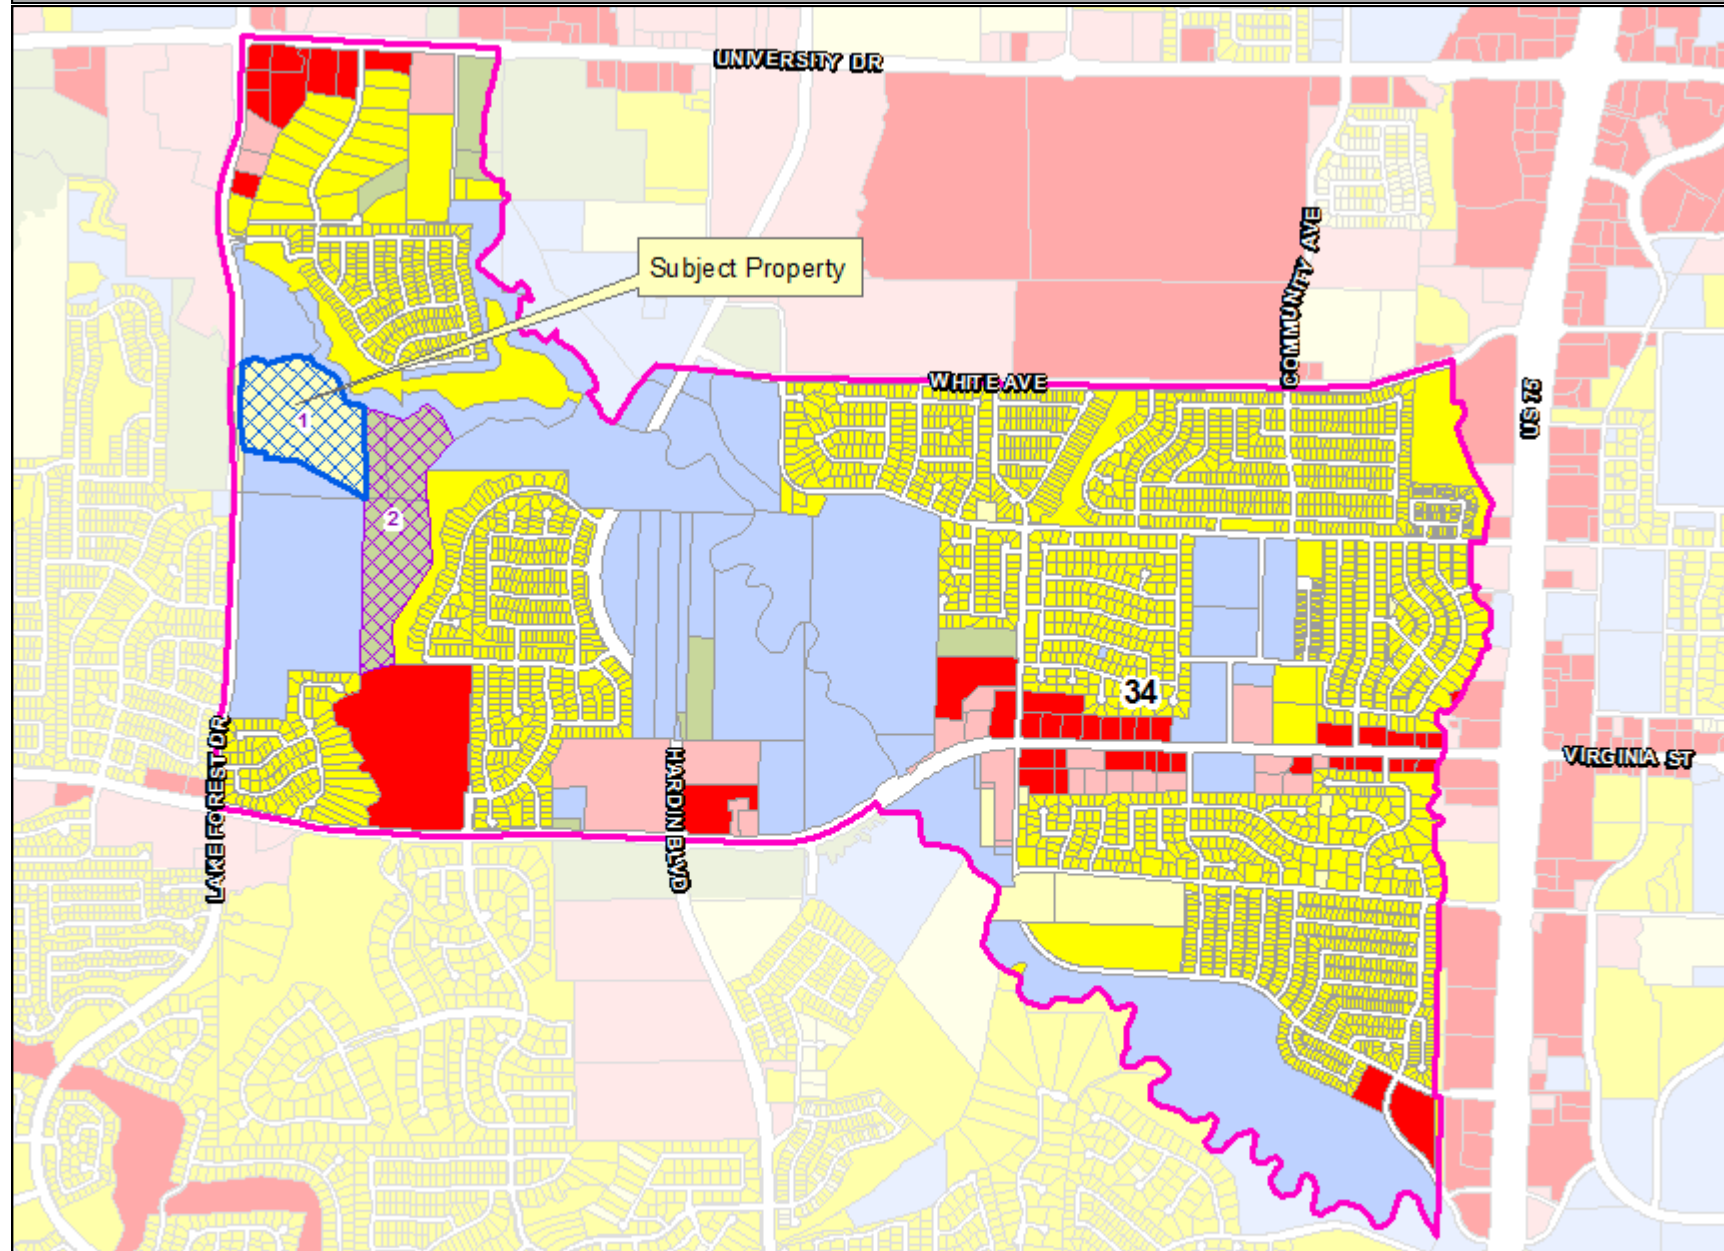 UNIVERSITY DR
COMMUNITY AVE
Subject Property
WHITE AVE
US 75
1
2
34
LAKE FOREST DR
HARDIN BLVD
VIRGINIA ST